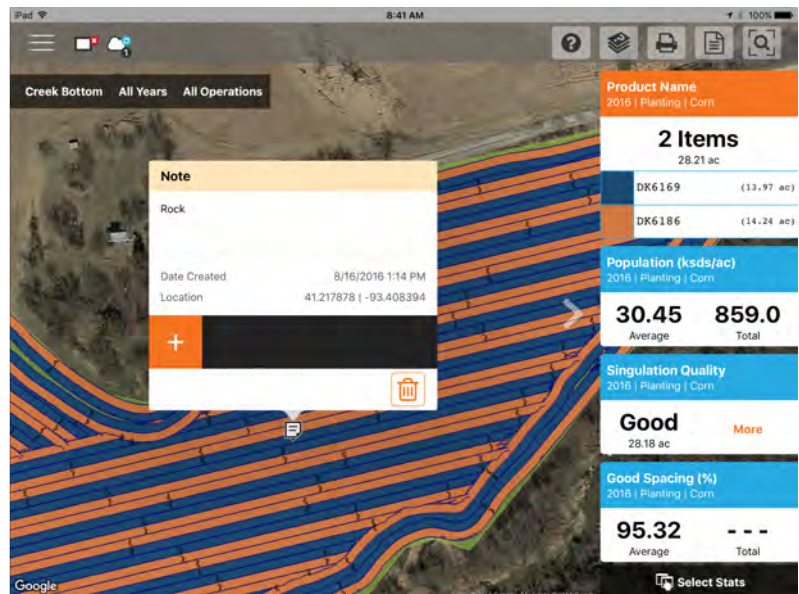 iPad 8:41 AM 100%
1
Creek Bottom All Years All Operations
Note
Rock
Date Created 8/16/2016 1:14 PM
Location 41.217878 | -93.408394
+
Product Name
2016 | Planting | Corn
2 Items
28.21 ac
DK6169 (13.97 ac)
DK6186 (14.24 ac)
Population (ksds/ac)
2016 | Planting | Corn
30.45 859.0
Average Total
Singulation Quality
2016 | Planting | Corn
Good More
28.18 ac
Good Spacing (%)
2016 | Planting | Corn
95.32 - - -
Average Total
Select Stats
Google